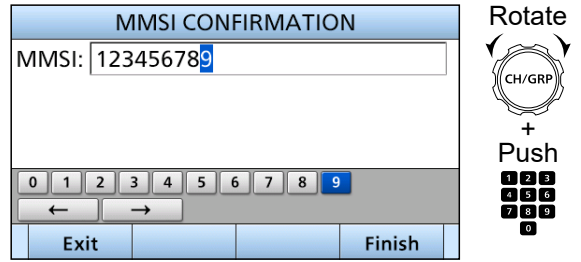 MMSI CONFIRMATION
MMSI: 123456789
0 1 2 3 4 5 6 7 8 9
← →
Exit Finish
Rotate
CH/GRP
+
Push
1 2 3
4 5 6
7 8 9
0